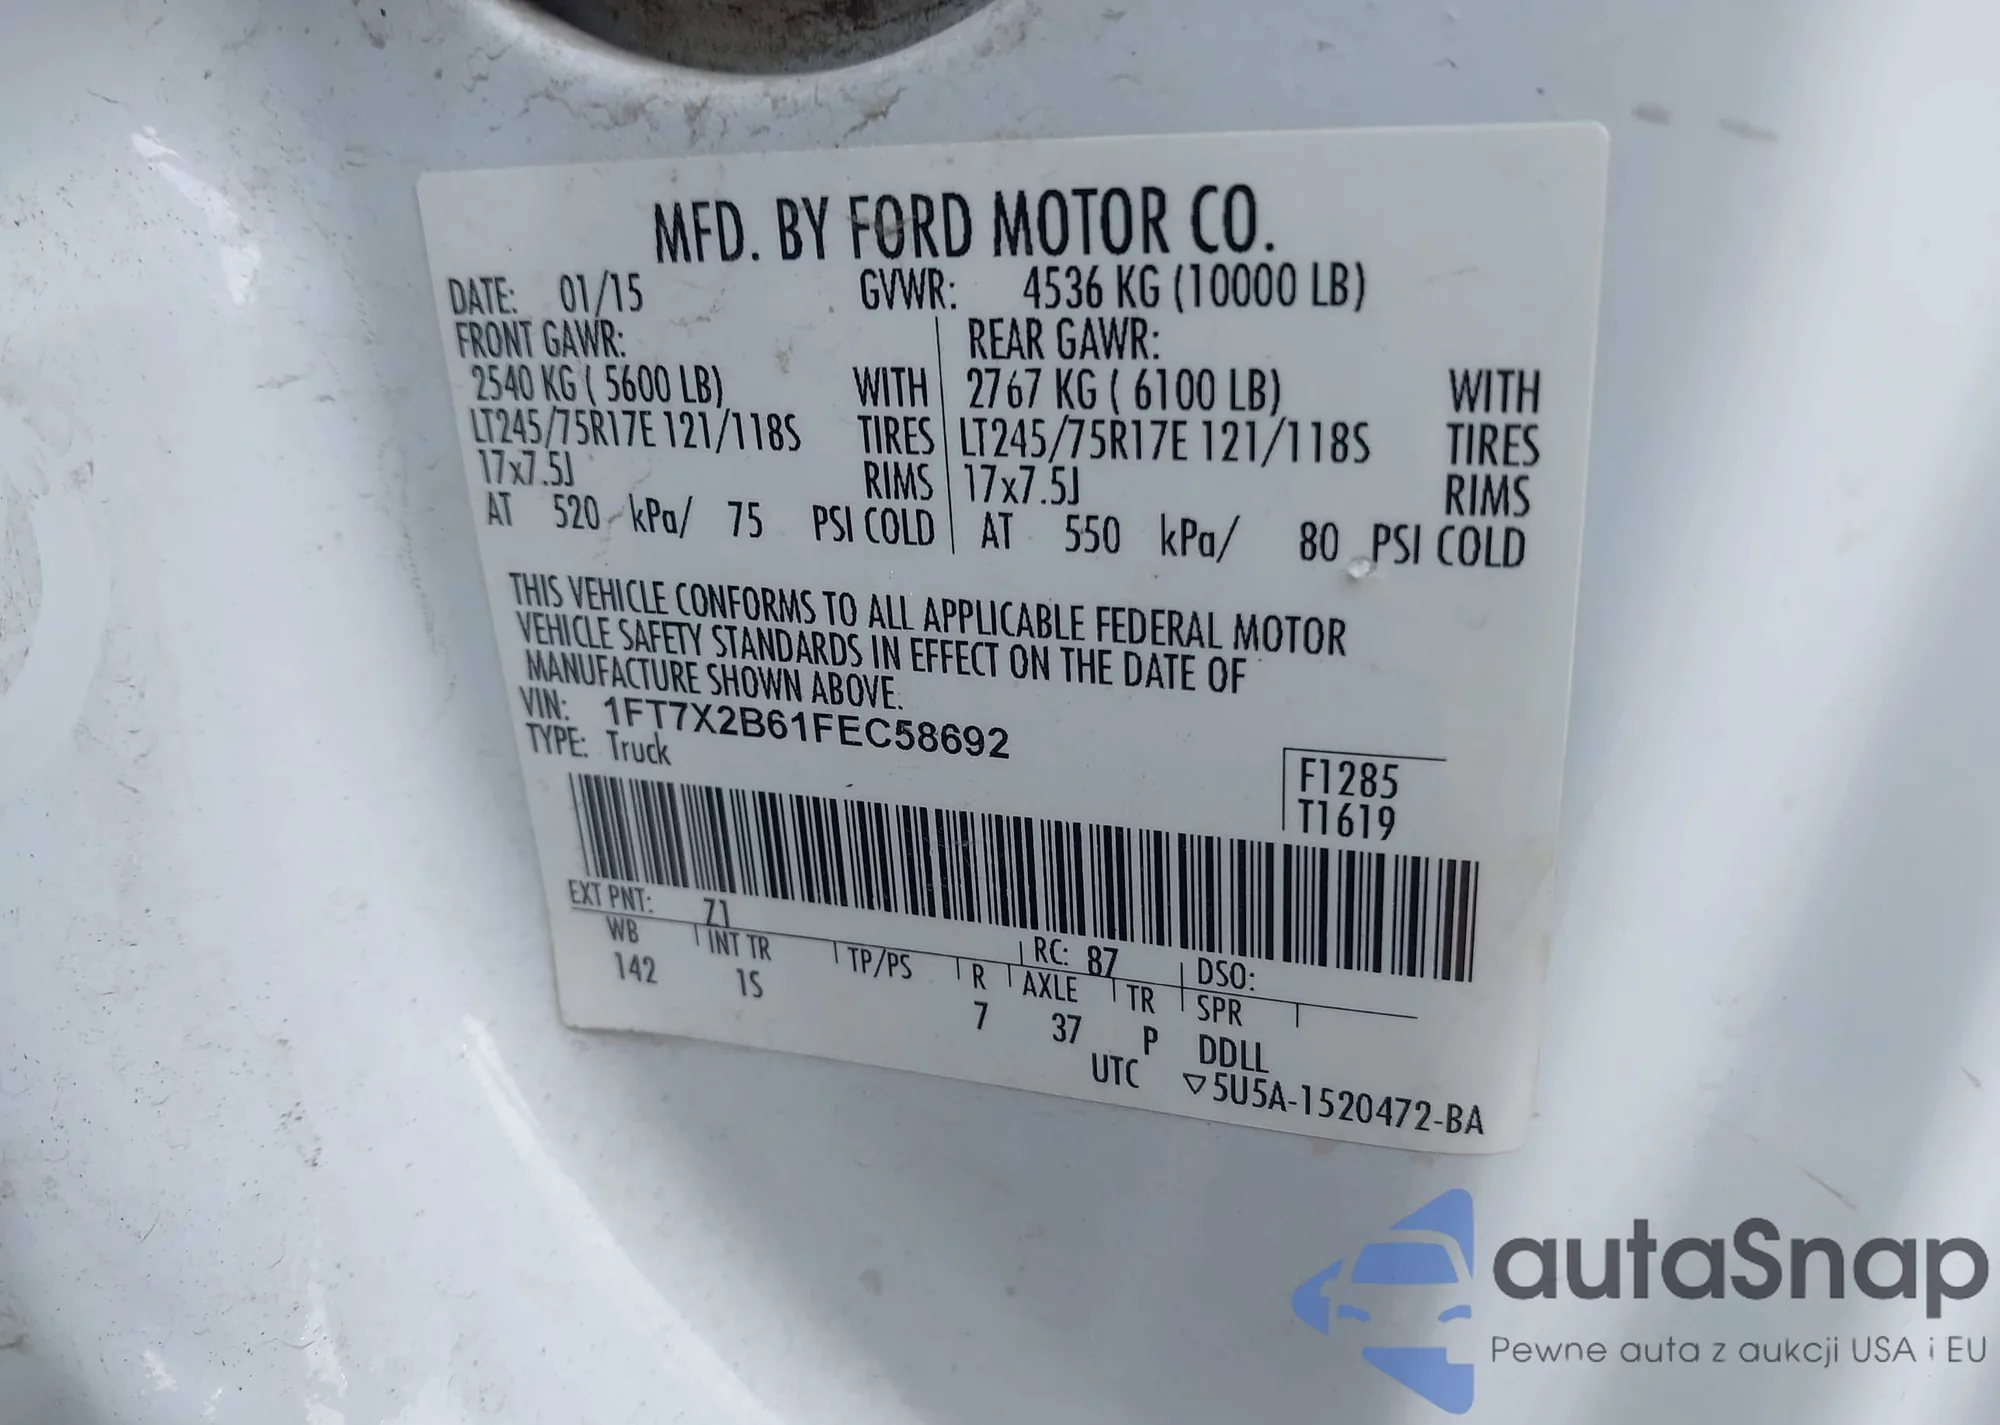 MFD. BY FORD MOTOR CO.
DATE: 01/15 GVWR: 4536 KG (10000 LB)
FRONT GAWR: REAR GAWR:
2540 KG ( 5600 LB) WITH 2767 KG ( 6100 LB) WITH
LT245/75R17E 121/118S TIRES LT245/75R17E 121/118S TIRES
17x7.5J RIMS 17x7.5J RIMS
AT 520 kPa/ 75 PSI COLD AT 550 kPa/ 80 PSI COLD
THIS VEHICLE CONFORMS TO ALL APPLICABLE FEDERAL MOTOR
VEHICLE SAFETY STANDARDS IN EFFECT ON THE DATE OF
MANUFACTURE SHOWN ABOVE.
VIN: 1FT7X2B61FEC58692
TYPE: Truck
F1285
T1619
EXT PNT: Z1 RC: 87 DSO:
WB INT TR TP/PS R AXLE TR SPR
142 1S 7 37 P DDLL
UTC ▽5U5A-1520472-BA
autaSnap
Pewne auta z aukcji USA i EU